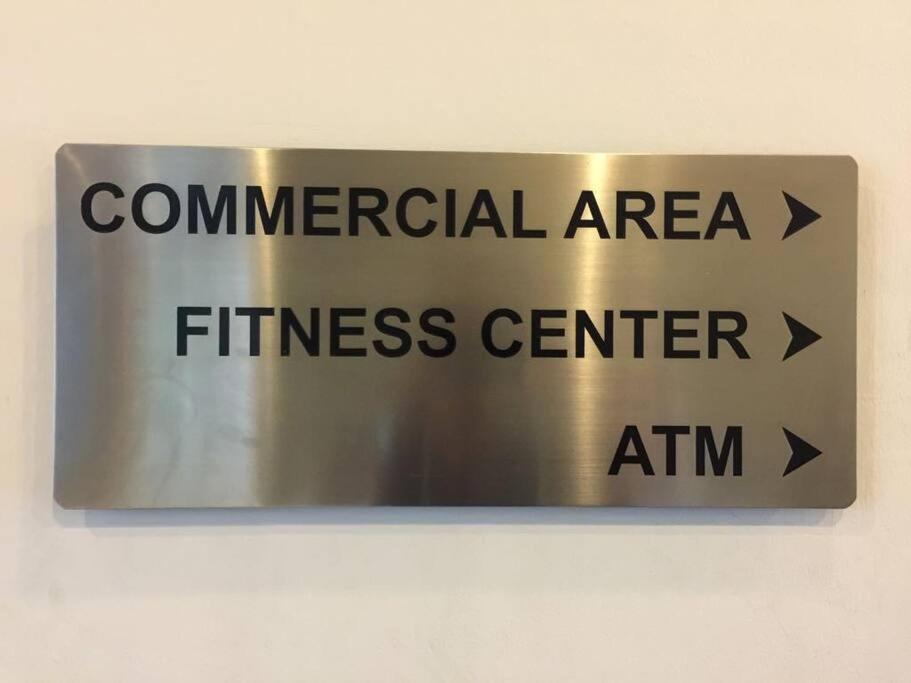 COMMERCIAL AREA ➤
FITNESS CENTER ➤
ATM ➤